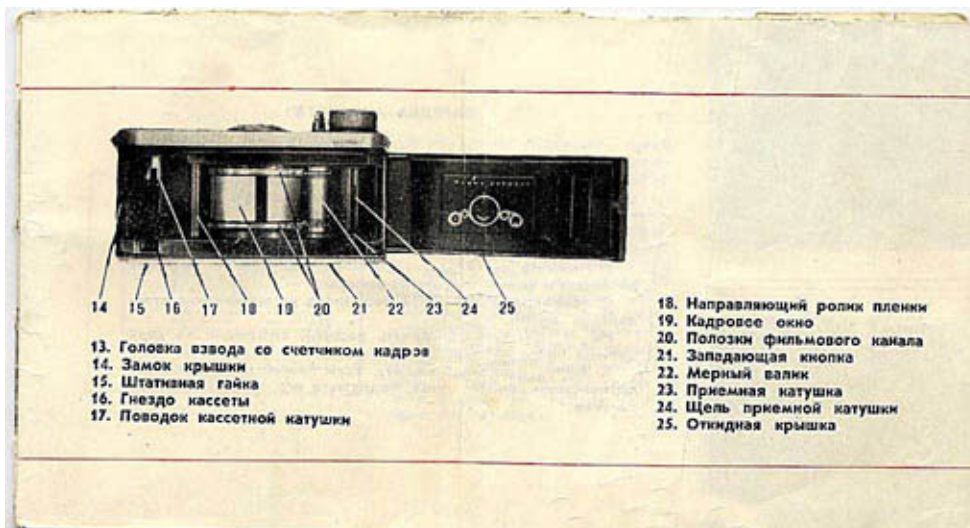 14 15 16 17 18 19 20 21 22 23 24 25
13. Головка взвода со счетчиком кадров
14. Замок крышки
15. Штативная гайка
16. Гнездо кассеты
17. Поводок кассетной катушки
18. Направляющий ролик пленки
19. Кадровое окно
20. Полозки фильмового канала
21. Западающая кнопка
22. Мерный валик
23. Приемная катушка
24. Щель приемной катушки
25. Откидная крышка